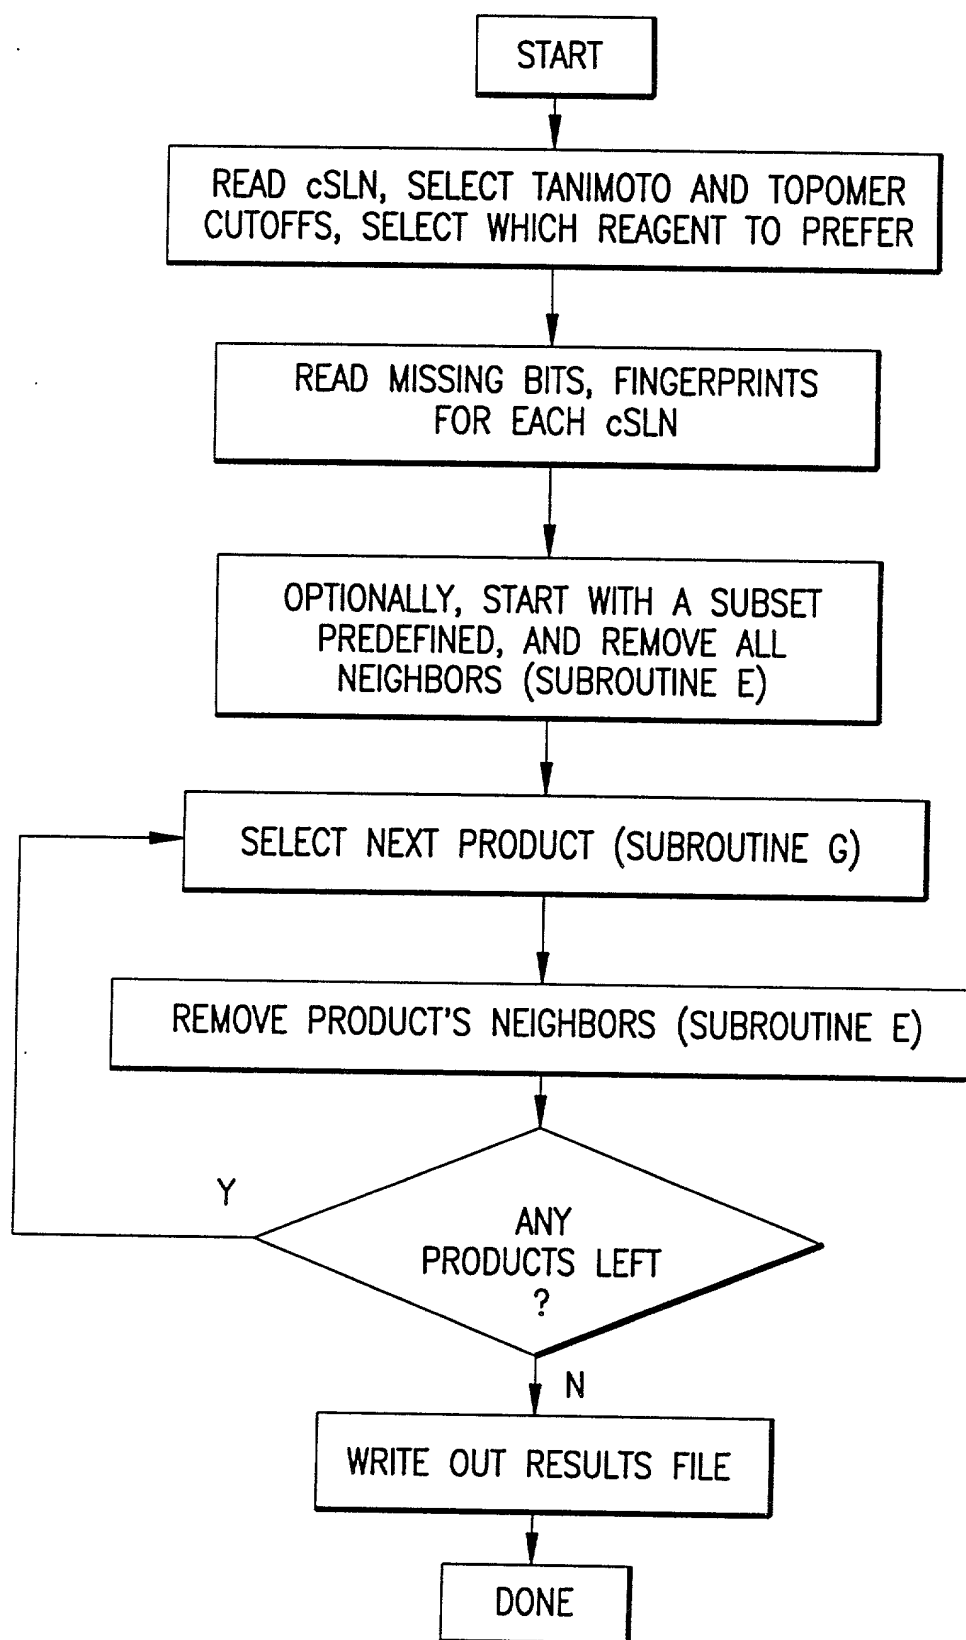 START
READ cSLN, SELECT TANIMOTO AND TOPOMER
CUTOFFS, SELECT WHICH REAGENT TO PREFER
READ MISSING BITS, FINGERPRINTS
FOR EACH cSLN
OPTIONALLY, START WITH A SUBSET
PREDEFINED, AND REMOVE ALL
NEIGHBORS (SUBROUTINE E)
SELECT NEXT PRODUCT (SUBROUTINE G)
REMOVE PRODUCT'S NEIGHBORS (SUBROUTINE E)
Y
ANY
PRODUCTS LEFT
?
N
WRITE OUT RESULTS FILE
DONE